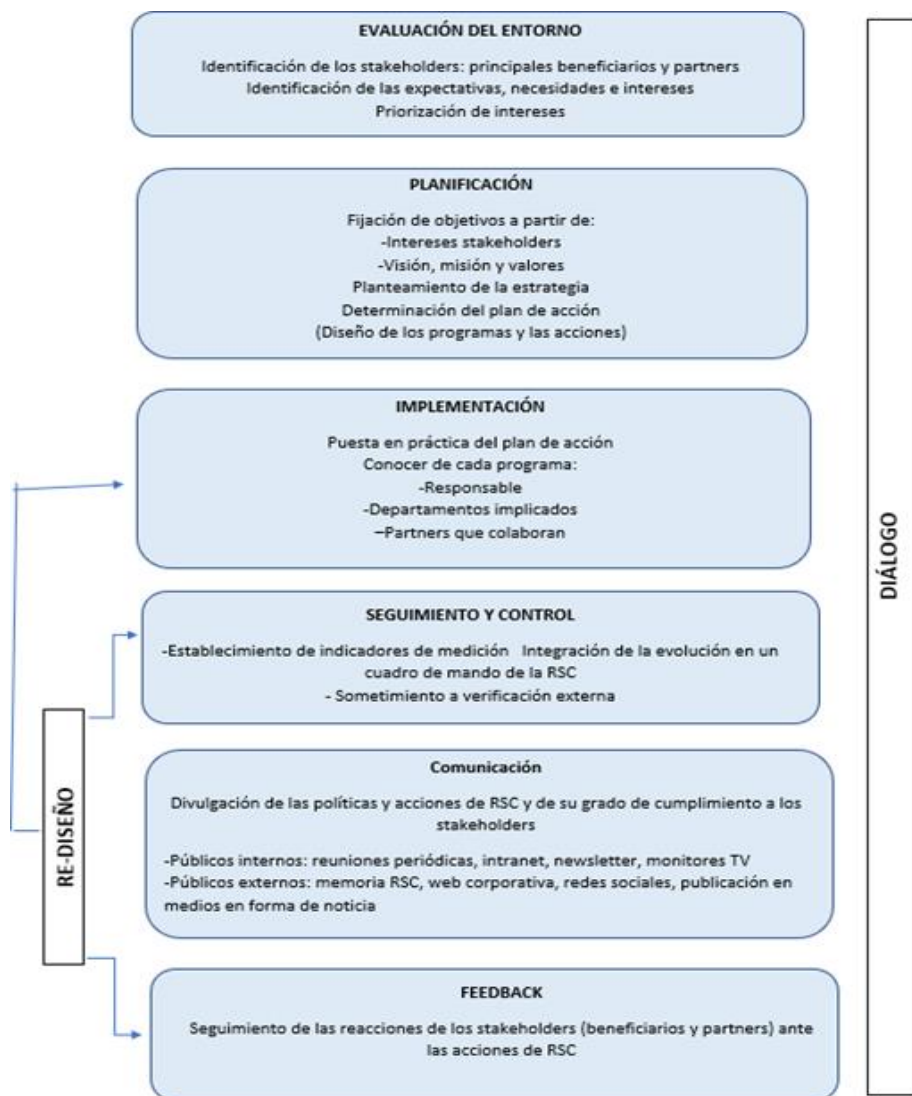 EVALUACIÓN DEL ENTORNO
Identificación de los stakeholders: principales beneficiarios y partners
Identificación de las expectativas, necesidades e intereses
Priorización de intereses
PLANIFICACIÓN
Fijación de objetivos a partir de:
-Intereses stakeholders
-Visión, misión y valores
Planteamiento de la estrategia
Determinación del plan de acción
(Diseño de los programas y las acciones)
IMPLEMENTACIÓN
Puesta en práctica del plan de acción
Conocer de cada programa:
-Responsable
-Departamentos implicados
–Partners que colaboran
SEGUIMIENTO Y CONTROL
-Establecimiento de indicadores de medición   Integración de la evolución en un
cuadro de mando de la RSC
- Sometimiento a verificación externa
Comunicación
Divulgación de las políticas y acciones de RSC y de su grado de cumplimiento a los
stakeholders
-Públicos internos: reuniones periódicas, intranet, newsletter, monitores TV
-Públicos externos: memoria RSC, web corporativa, redes sociales, publicación en
medios en forma de noticia
FEEDBACK
Seguimiento de las reacciones de los stakeholders (beneficiarios y partners) ante
las acciones de RSC
RE-DISEÑO
DIÁLOGO